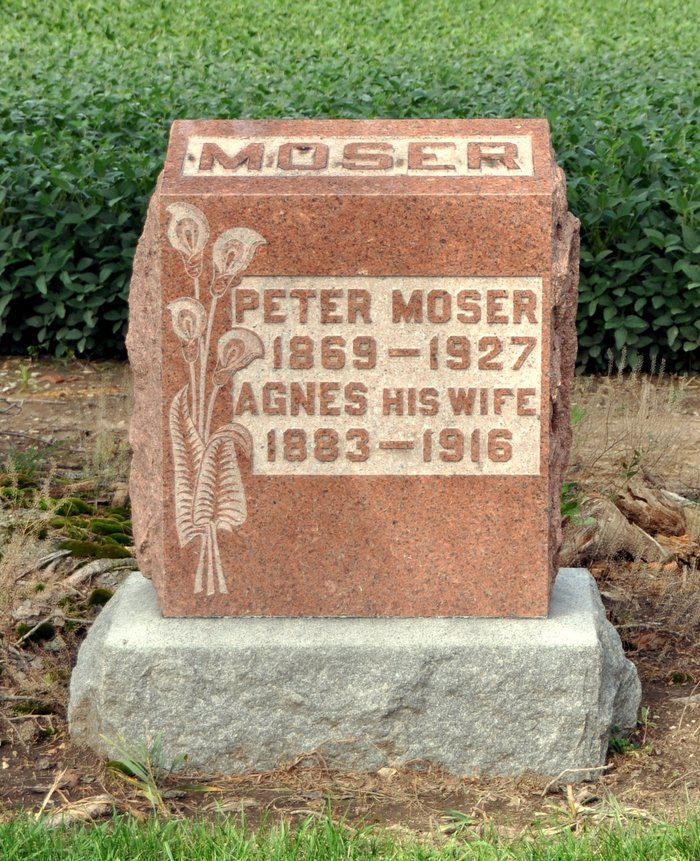 MOSER
PETER MOSER
1869–1927
AGNES HIS WIFE
1883–1916